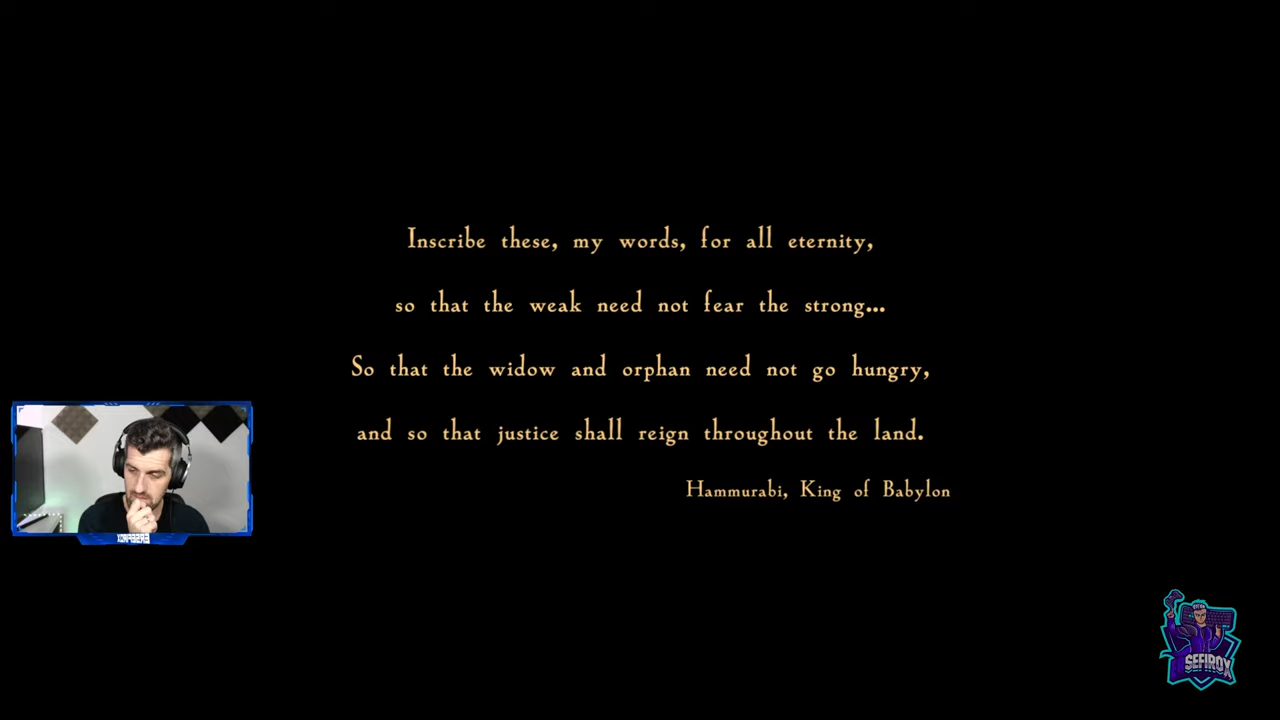 Inscribe these, my words, for all eternity,
so that the weak need not fear the strong...
So that the widow and orphan need not go hungry,
and so that justice shall reign throughout the land.
Hammurabi, King of Babylon
SEFIROX